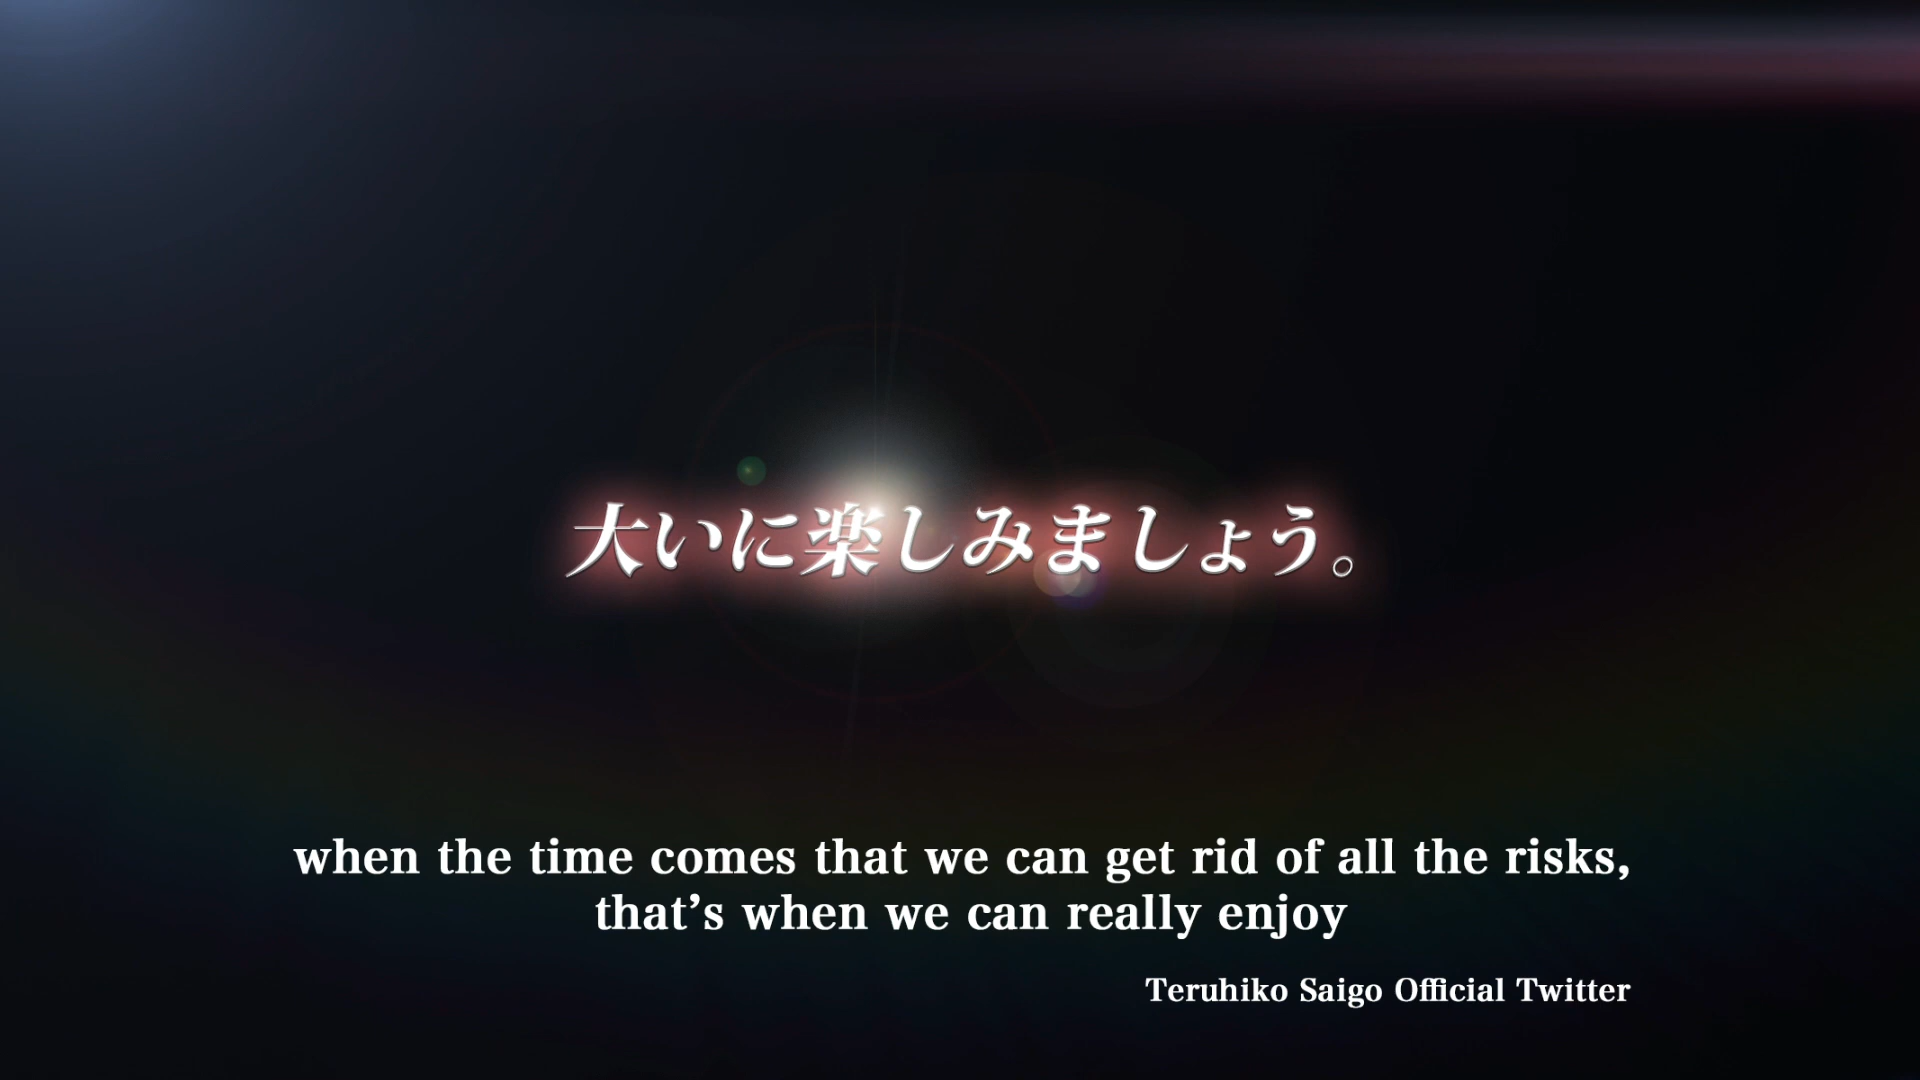 大いに楽しみましょう。
when the time comes that we can get rid of all the risks,
that’s when we can really enjoy
Teruhiko Saigo Official Twitter